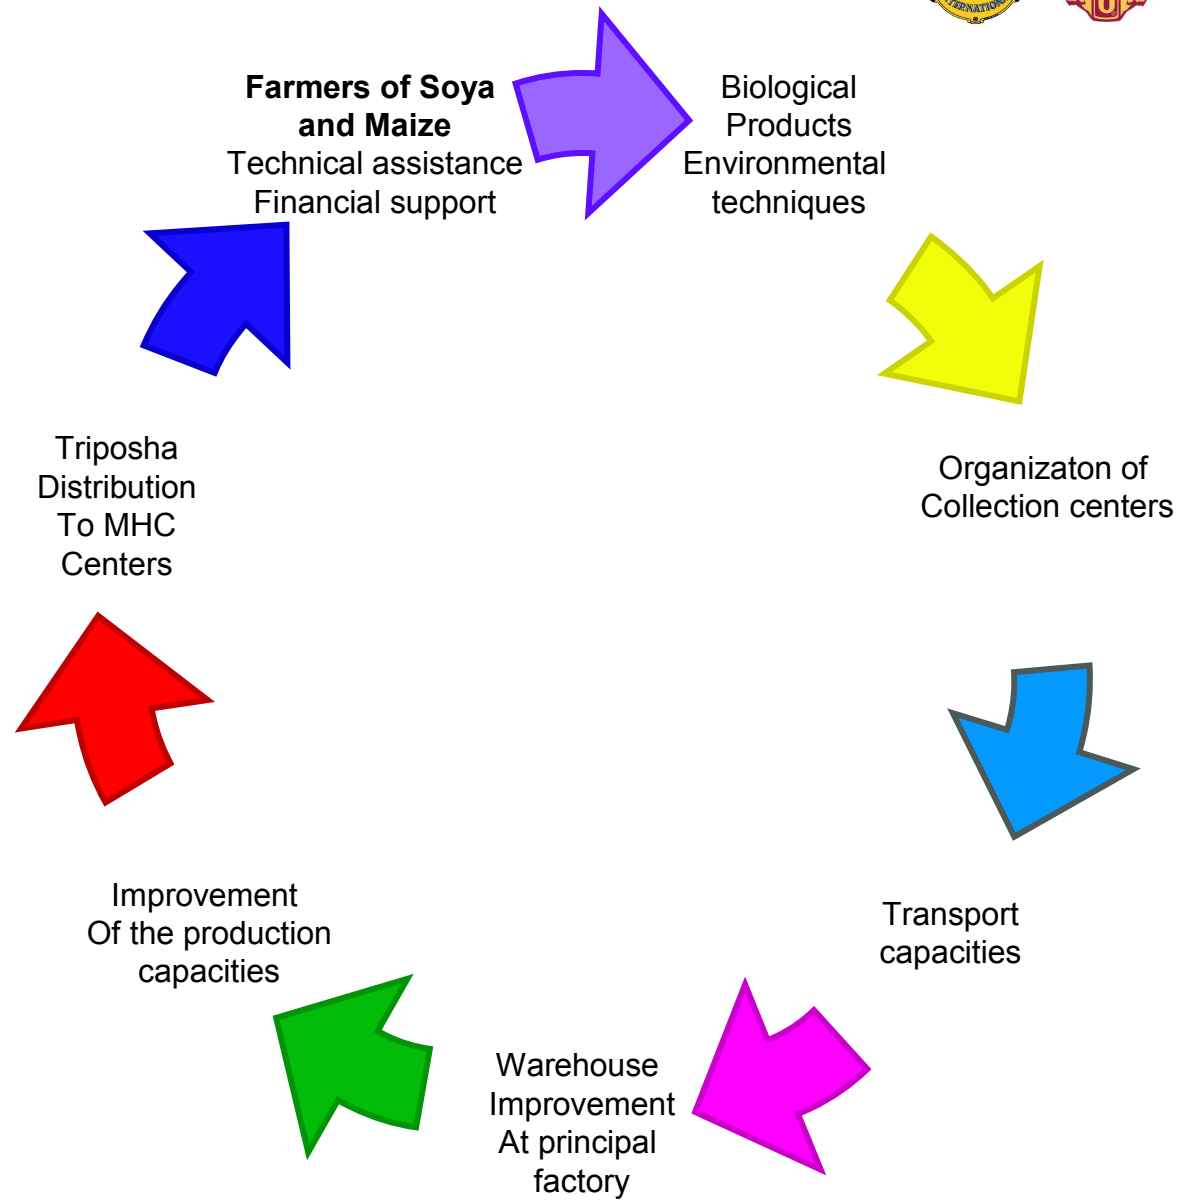 INTERNATIONAL
U
Farmers of Soya
and Maize
Technical assistance
Financial support
Biological
Products
Environmental
techniques
Organizaton of
Collection centers
Transport
capacities
Warehouse
Improvement
At principal
factory
Improvement
Of the production
capacities
Triposha
Distribution
To MHC
Centers